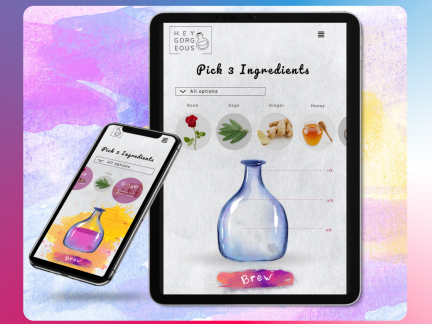 HEY
GORG
EOUS
Pick 3 Ingredients
All options
Rose
Sage
Ginger
Honey
Brew
Pick 3 Ingredients
All options
Ginger
Brew